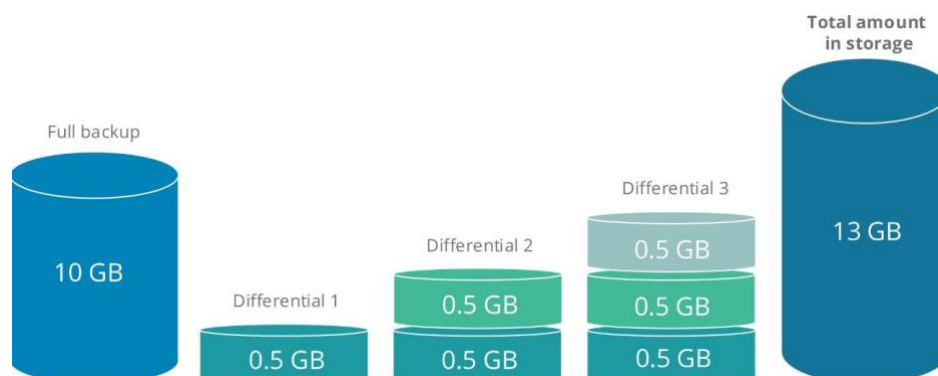 Total amount
in storage
Full backup
10 GB
Differential 1
0.5 GB
Differential 2
0.5 GB
0.5 GB
Differential 3
0.5 GB
0.5 GB
0.5 GB
13 GB